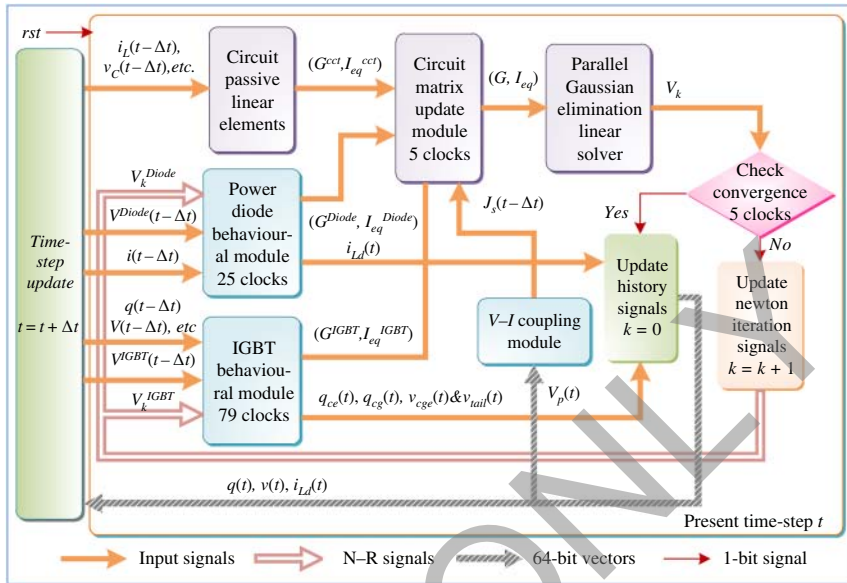 rst
i_L(t−Δt),
v_C(t−Δt),etc.
Circuit
passive
linear
elements
(G^cct,I_eq^cct)
Circuit
matrix
update
module
5 clocks
(G, I_eq)
Parallel
Gaussian
elimination
linear
solver
V_k
Check
convergence
5 clocks
Yes
No
V_k^Diode
V^Diode(t−Δt)
i(t−Δt)
Power
diode
behaviour-
al module
25 clocks
(G^Diode, I_eq^Diode)
i_Ld(t)
J_s(t−Δt)
Time-
step
update
t = t + Δt
q(t−Δt)
V(t−Δt), etc
V^IGBT(t−Δt)
V_k^IGBT
IGBT
behaviou-
ral module
79 clocks
(G^IGBT,I_eq^IGBT)
q_ce(t), q_cg(t), v_cge(t)&v_tail(t)
V–I coupling
module
V_p(t)
Update
history
signals
k = 0
Update
newton
iteration
signals
k = k + 1
q(t), v(t), i_Ld(t)
Present time-step t
Input signals
N–R signals
64-bit vectors
1-bit signal
ONLY